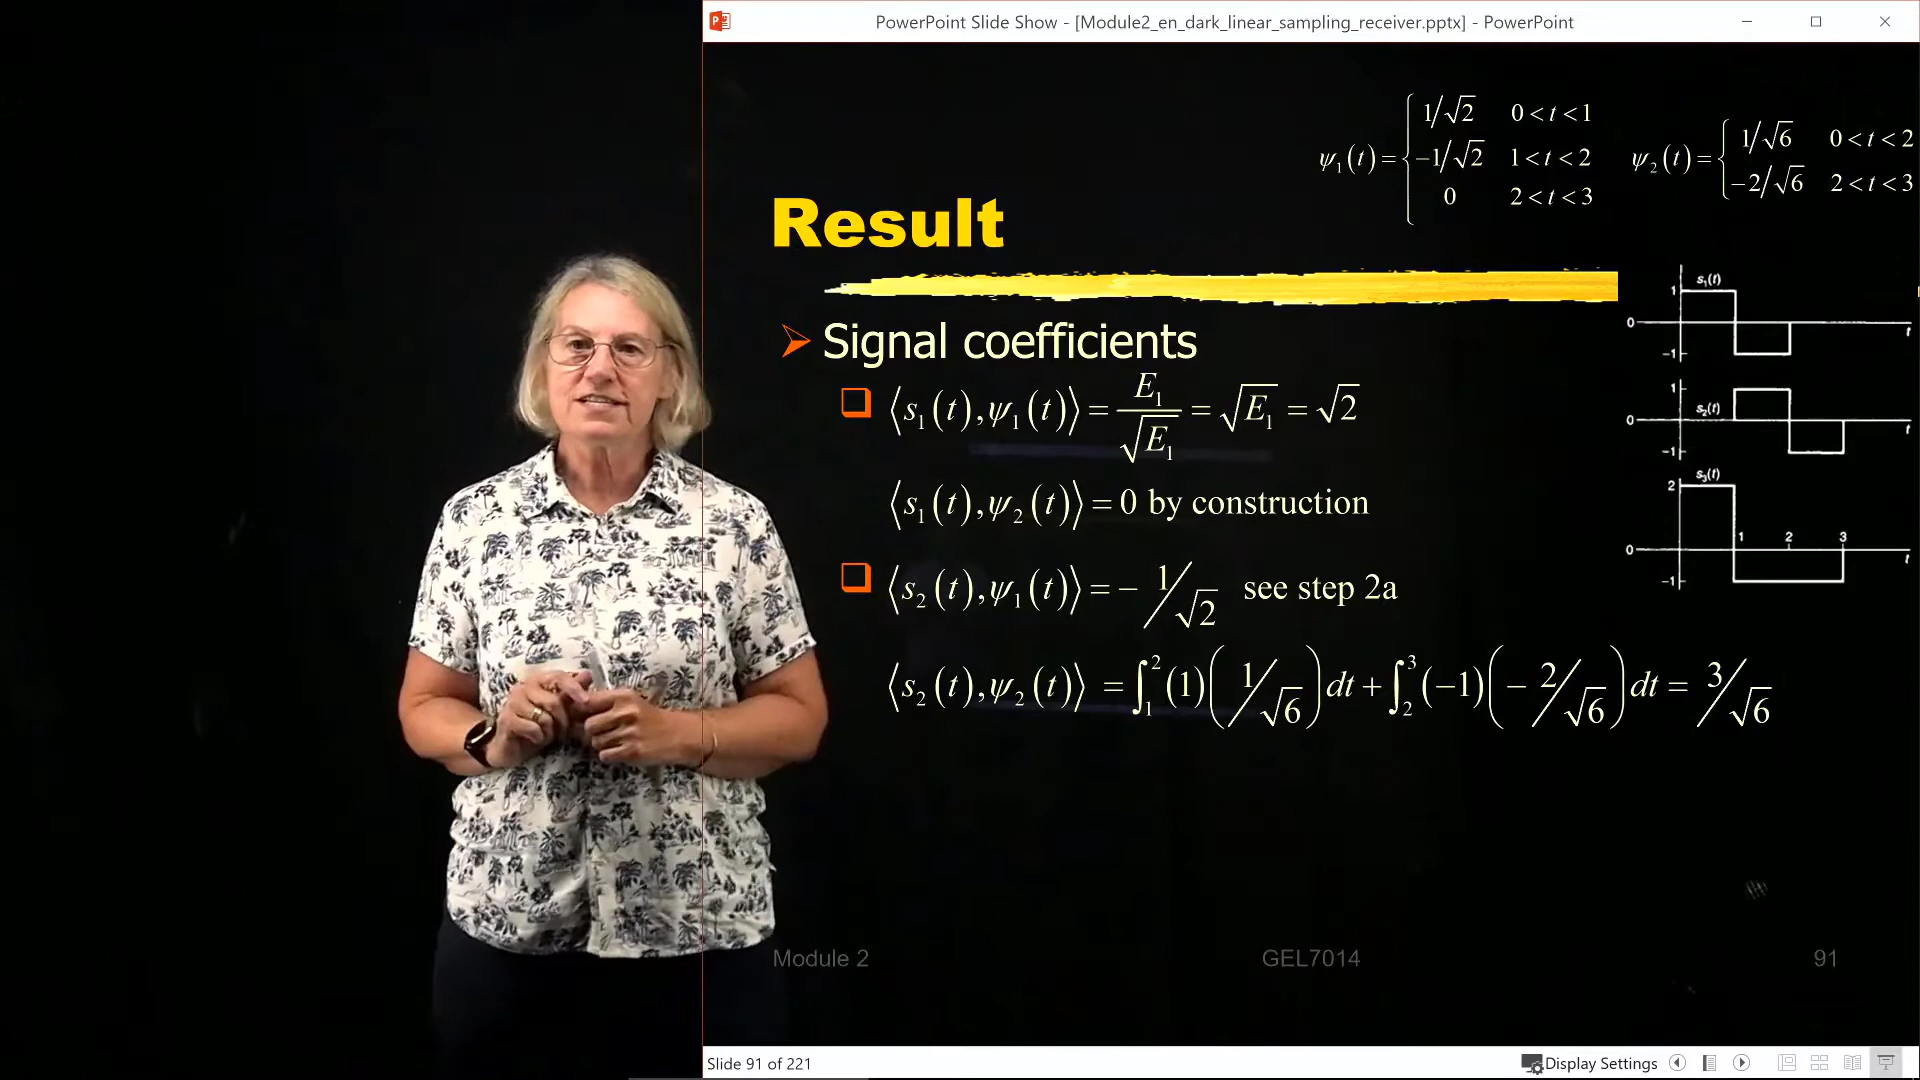 PowerPoint Slide Show - [Module2_en_dark_linear_sampling_receiver.pptx] - PowerPoint
ψ₁(t) = { 1/√2 0 < t < 1
−1/√2 1 < t < 2
0 2 < t < 3
ψ₂(t) = { 1/√6 0 < t < 2
−2/√6 2 < t < 3
Result
Signal coefficients
⟨s₁(t),ψ₁(t)⟩ = E₁/√E₁ = √E₁ = √2
⟨s₁(t),ψ₂(t)⟩ = 0 by construction
⟨s₂(t),ψ₁(t)⟩ = − 1/√2 see step 2a
⟨s₂(t),ψ₂(t)⟩ = ∫₁²(1)(1/√6)dt + ∫₂³(−1)(−2/√6)dt = 3/√6
s₁(t)
1
0
t
−1
1
s₂(t)
0
t
−1
s₃(t)
2
1 2 3
0
t
−1
Module 2 GEL7014 91
Slide 91 of 221 Display Settings